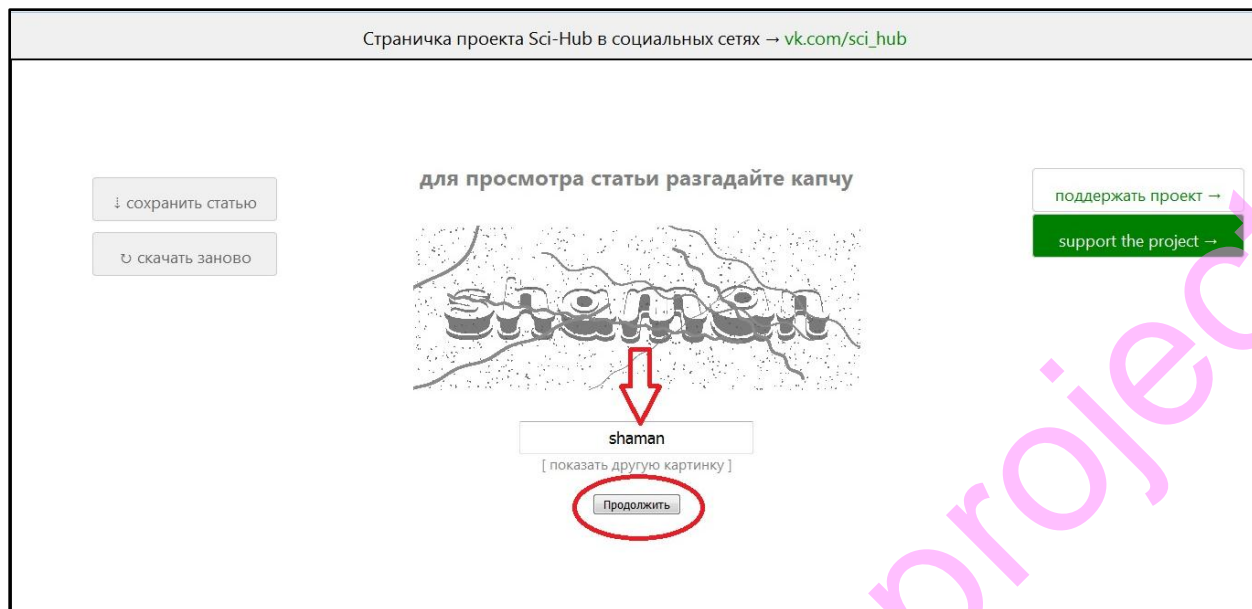 Страничка проекта Sci-Hub в социальных сетях → vk.com/sci_hub
для просмотра статьи разгадайте капчу
↓ сохранить статью
↻ скачать заново
поддержать проект →
support the project →
shaman
shaman
[ показать другую картинку ]
Продолжить
project